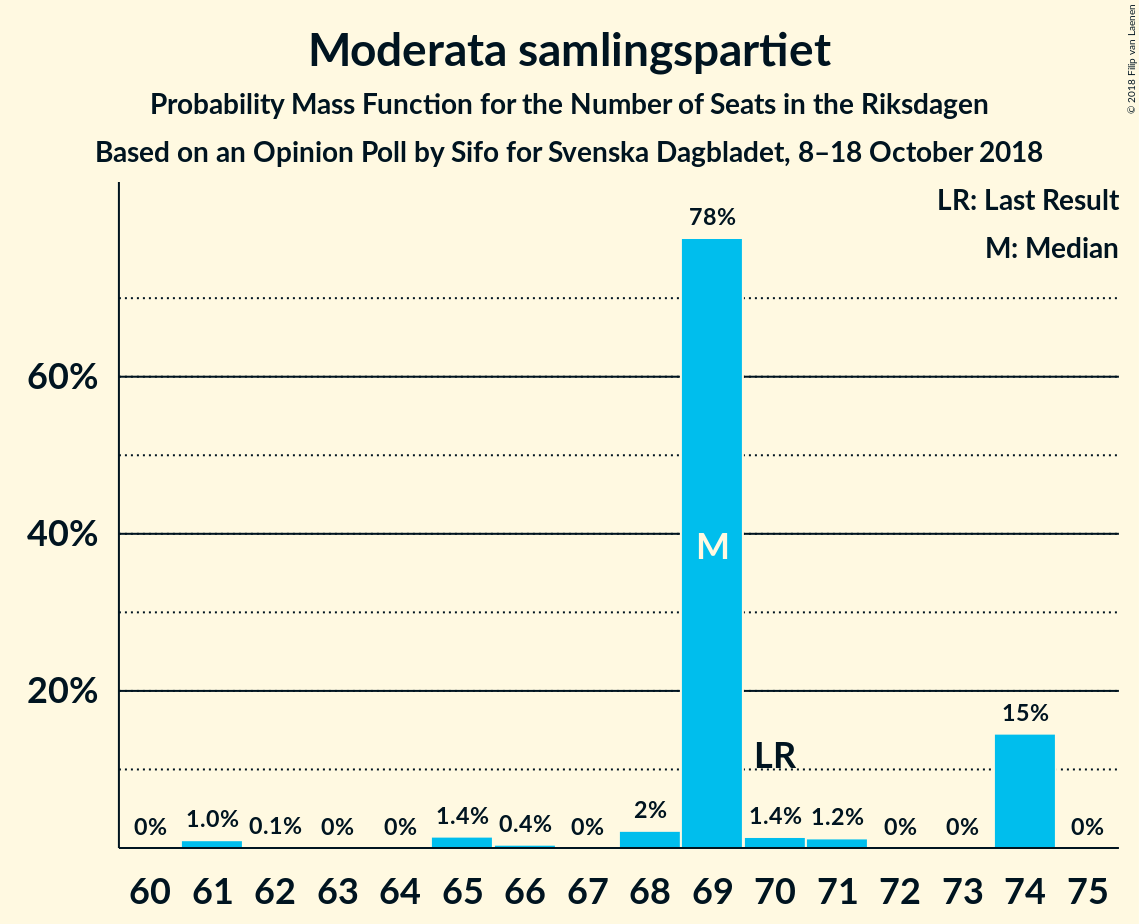 Moderata samlingspartiet
Probability Mass Function for the Number of Seats in the Riksdagen
Based on an Opinion Poll by Sifo for Svenska Dagbladet, 8–18 October 2018
© 2018 Filip van Laenen
LR: Last Result
M: Median
78%
60%
40%
M
20%
15%
LR
0% 1.0% 0.1% 0% 0% 1.4% 0.4% 0% 2% 1.4% 1.2% 0% 0% 0%
60 61 62 63 64 65 66 67 68 69 70 71 72 73 74 75